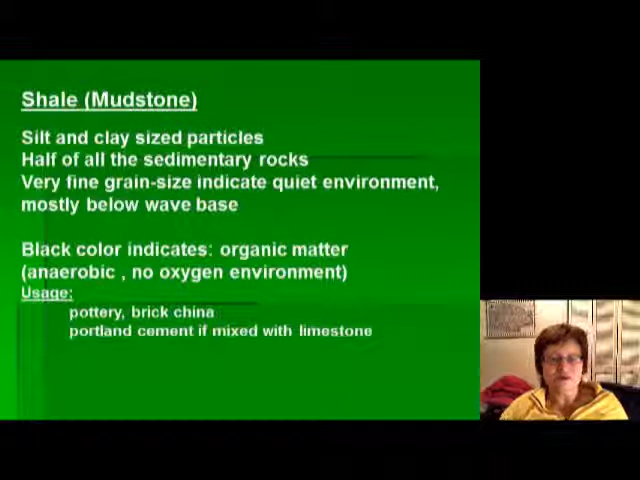 Shale (Mudstone)
Silt and clay sized particles
Half of all the sedimentary rocks
Very fine grain-size indicate quiet environment,
mostly below wave base
Black color indicates: organic matter
(anaerobic , no oxygen environment)
Usage:
pottery, brick china
portland cement if mixed with limestone